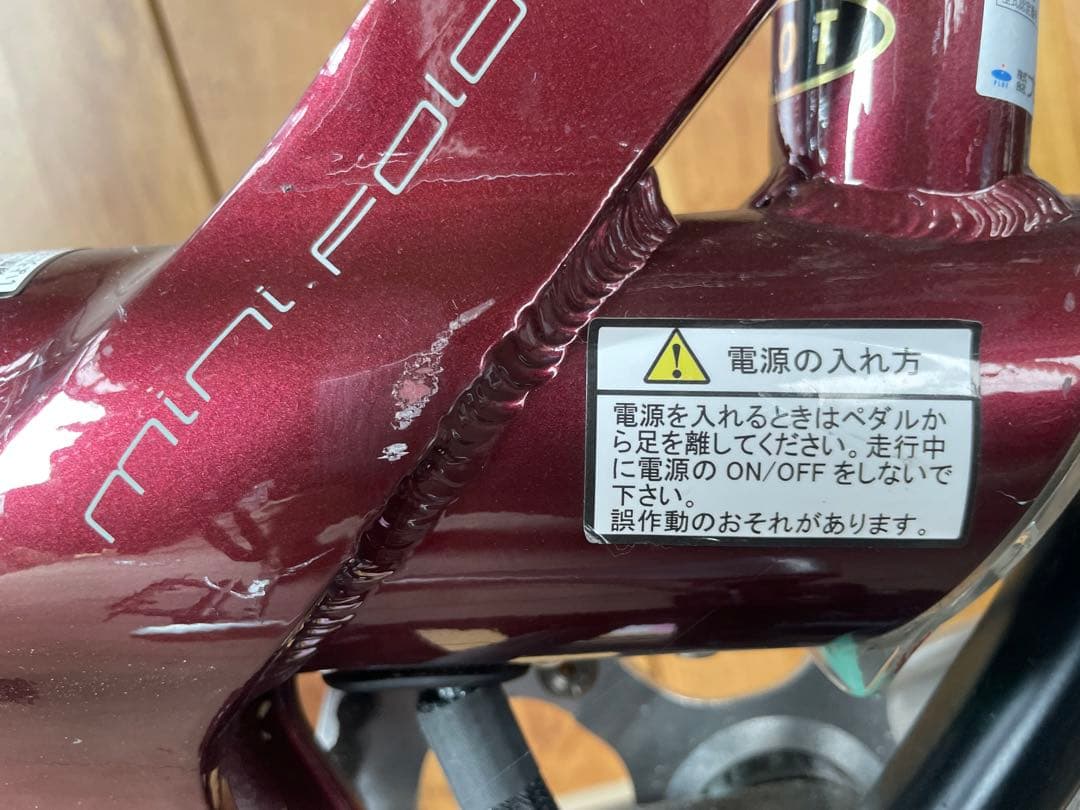 mini.FOLD
OT
PLUT
電源の入れ方
電源を入れるときはペダルか
ら足を離してください。走行中
に電源の ON/OFF をしないで
下さい。
誤作動のおそれがあります。